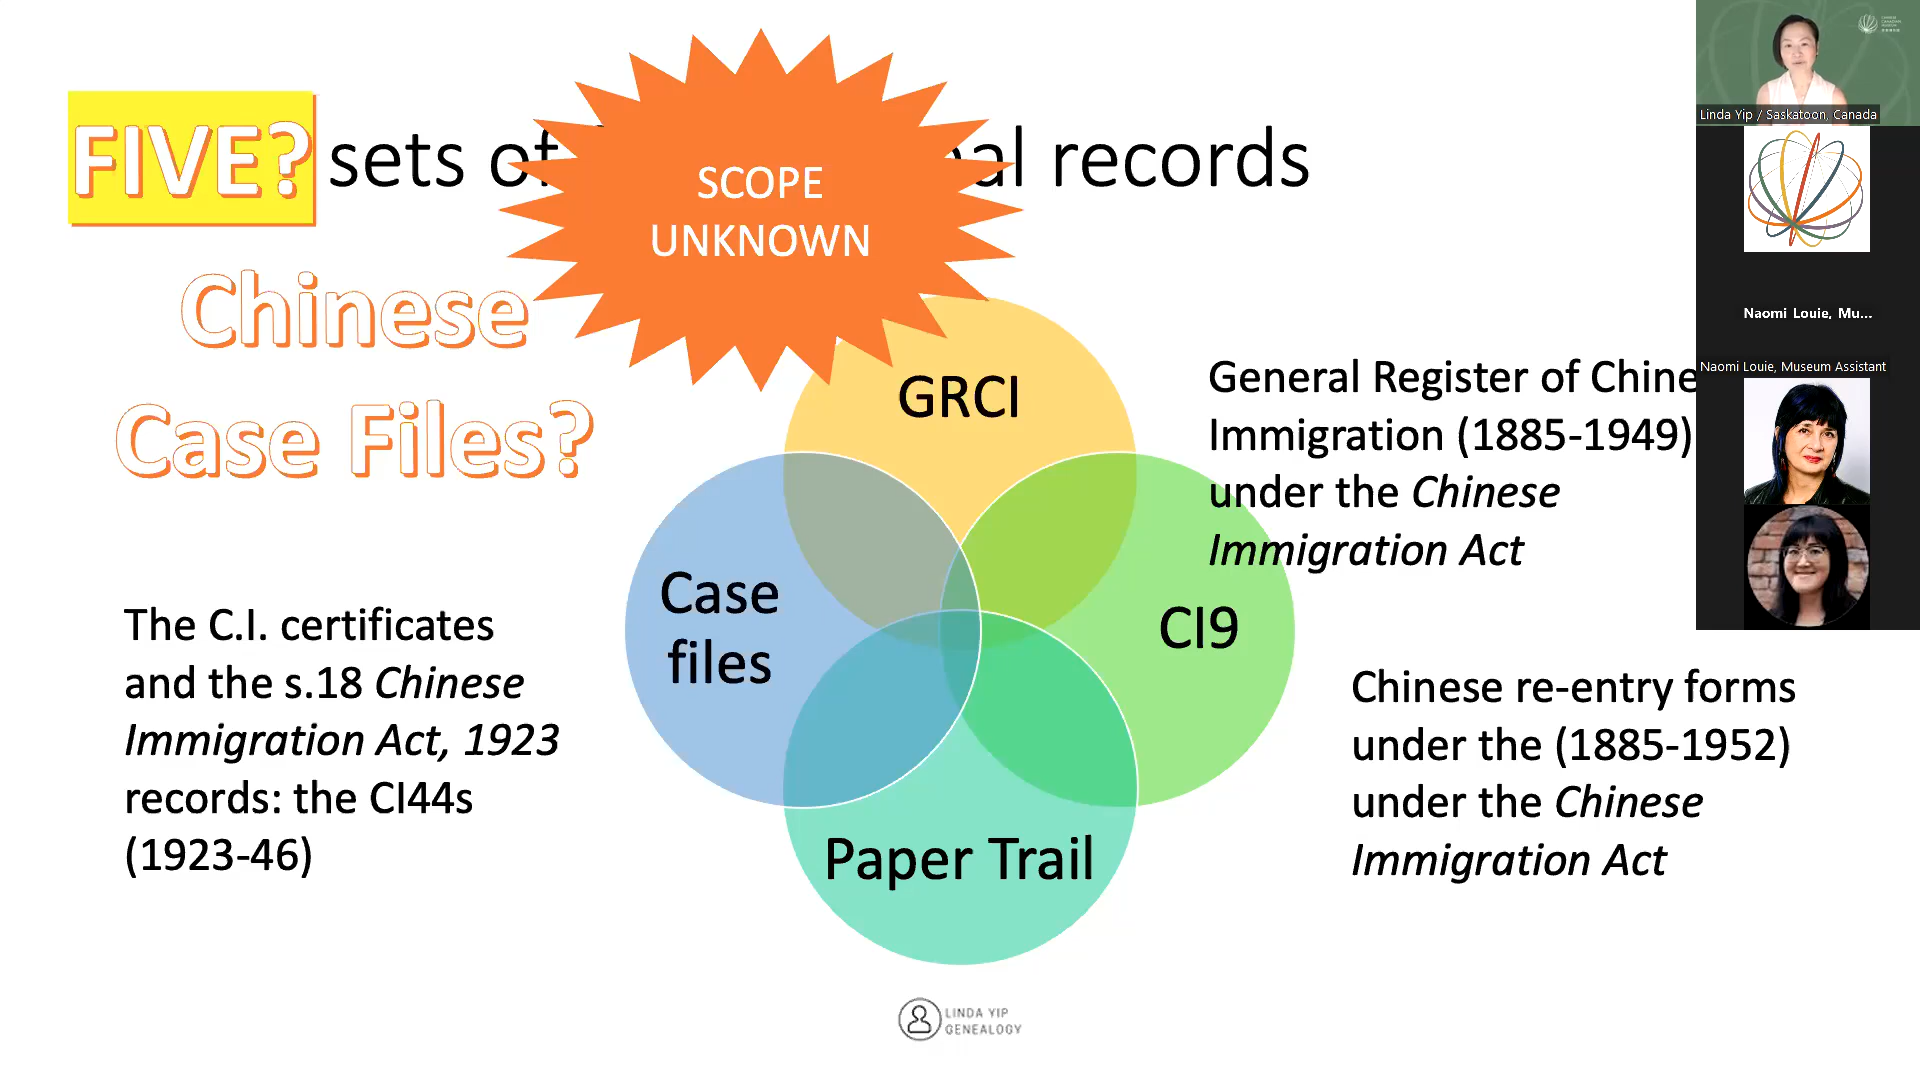 FIVE? sets of al records
SCOPE
UNKNOWN
Chinese
Case Files?
GRCI
General Register of Chine
Immigration (1885-1949)
under the Chinese
Immigration Act
Case
files
CI9
The C.I. certificates
and the s.18 Chinese
Immigration Act, 1923
records: the CI44s
(1923-46)
Chinese re-entry forms
under the (1885-1952)
under the Chinese
Immigration Act
Paper Trail
LINDA YIP
GENEALOGY
Linda Yip / Saskatoon, Canada
Naomi Louie, Mu...
Naomi Louie, Museum Assistant